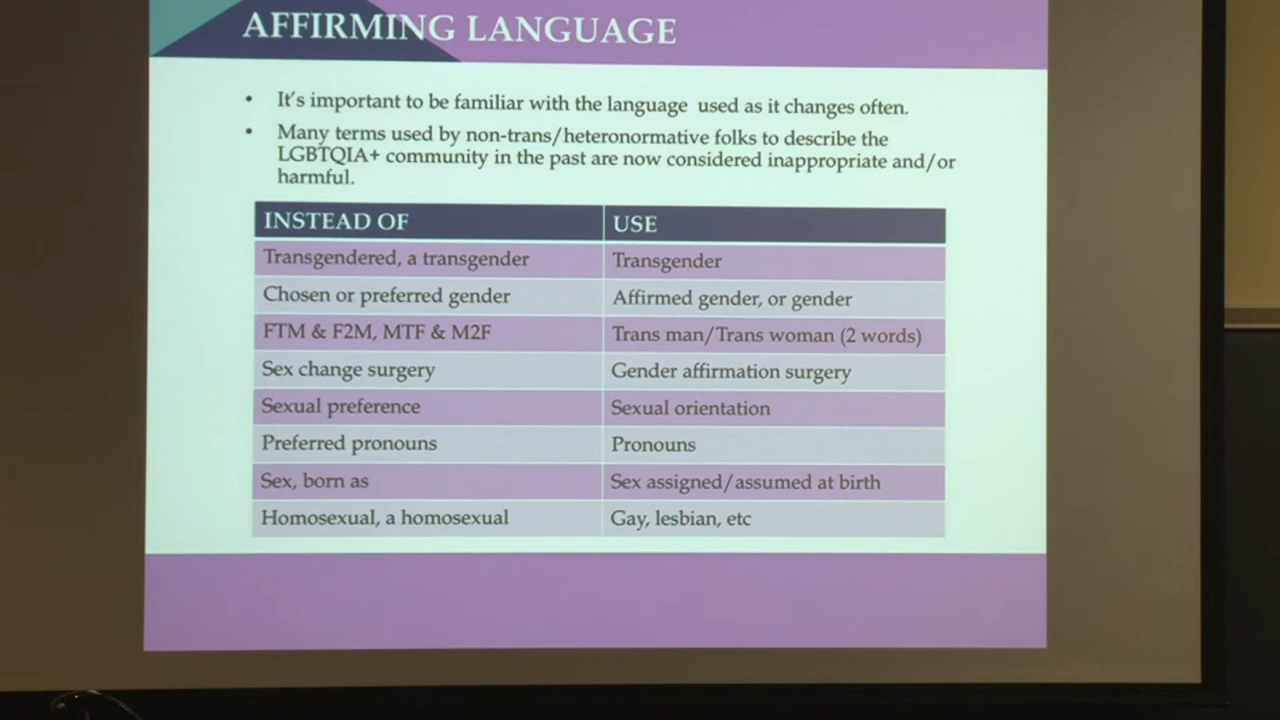 AFFIRMING LANGUAGE
• It's important to be familiar with the language used as it changes often.
• Many terms used by non-trans/heteronormative folks to describe the
LGBTQIA+ community in the past are now considered inappropriate and/or
harmful.
INSTEAD OF USE
Transgendered, a transgender Transgender
Chosen or preferred gender Affirmed gender, or gender
FTM & F2M, MTF & M2F Trans man/Trans woman (2 words)
Sex change surgery Gender affirmation surgery
Sexual preference Sexual orientation
Preferred pronouns Pronouns
Sex, born as Sex assigned/assumed at birth
Homosexual, a homosexual Gay, lesbian, etc